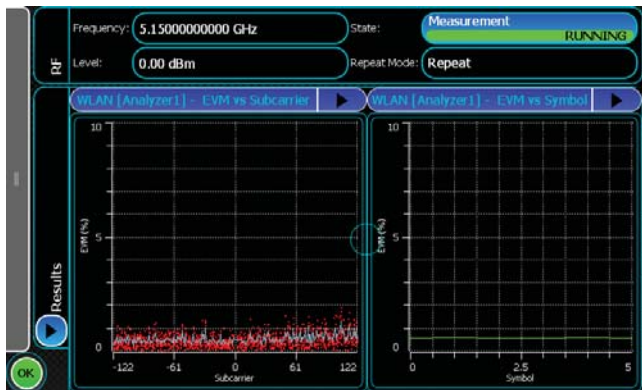 Frequency: 5.15000000000 GHz State: Measurement RUNNING
RF
Level: 0.00 dBm Repeat Mode: Repeat
WLAN [Analyzer1] - EVM vs Subcarrier
WLAN [Analyzer1] - EVM vs Symbol
Results
10
5
0
EVM (%)
-122 -61 0 61 122
Subcarrier
10
5
0
EVM (%)
0 2.5 5
Symbol
OK